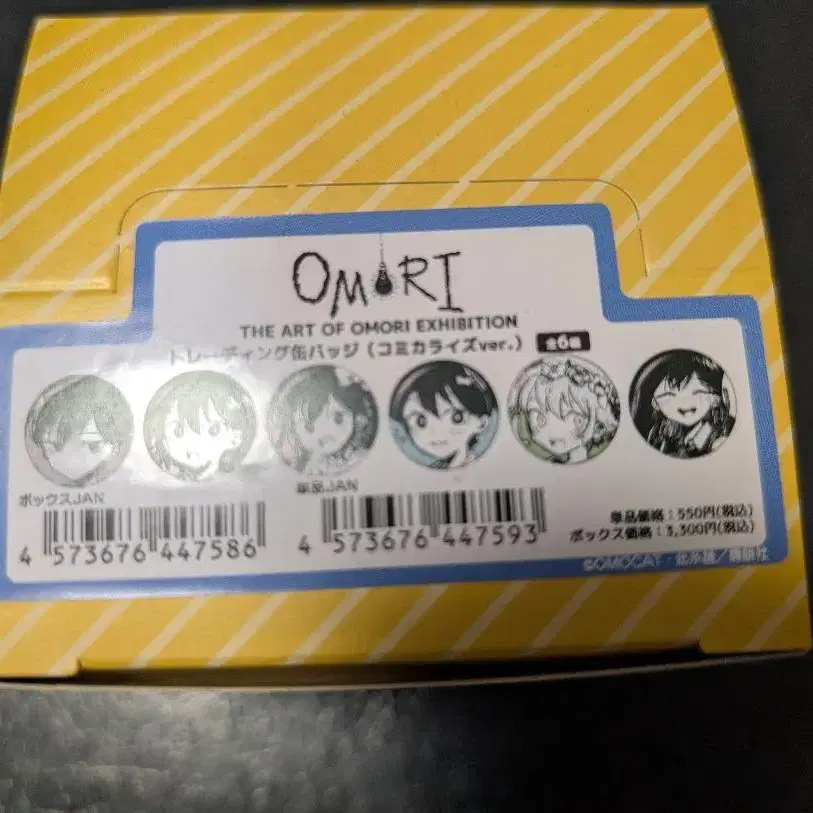 OMORI
THE ART OF OMORI EXHIBITION
トレーディング缶バッジ（コミカライズver.） 全6種
ボックスJAN
単品JAN
4 573676 447586
4 573676 447593
単品価格：550円(税込)
ボックス価格：3,300円(税込)
©OMOCAT・
／講談社